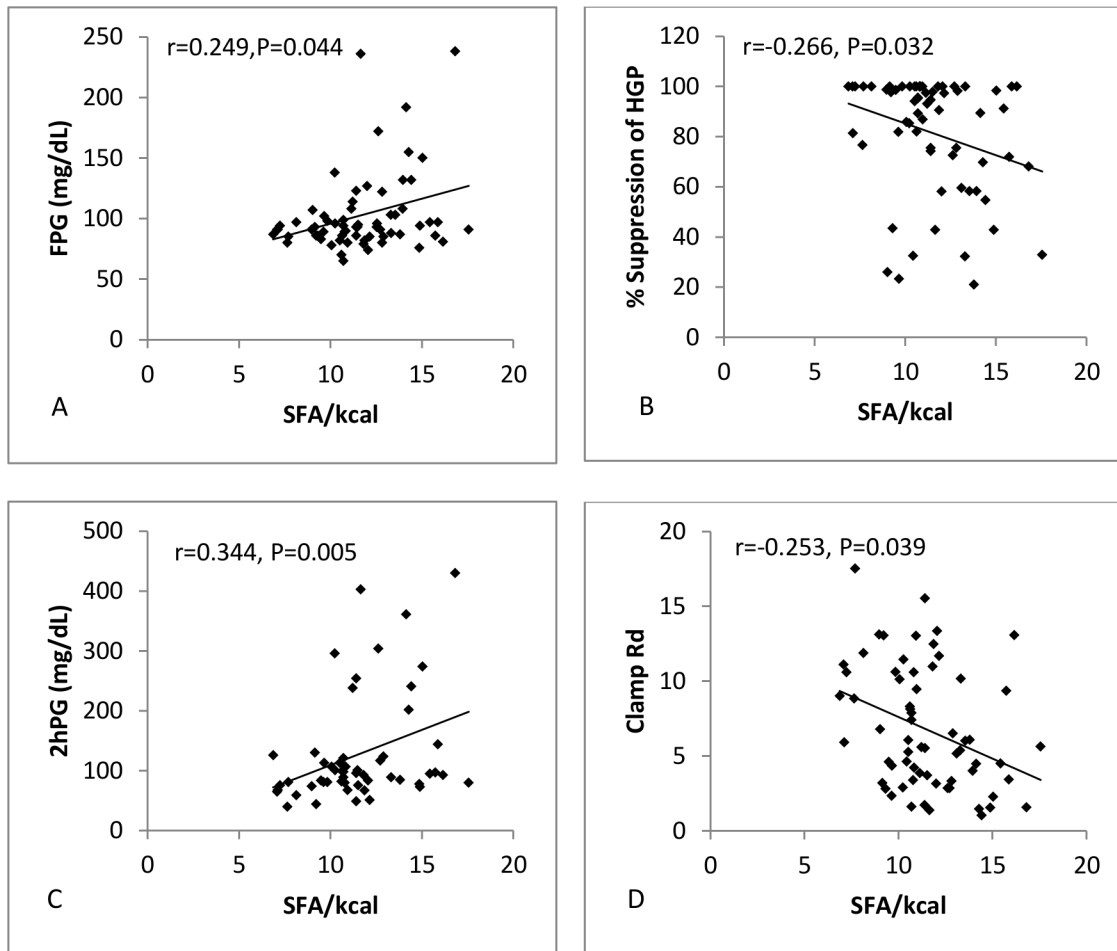 r=0.249,P=0.044
250
200
150
100
50
0
FPG (mg/dL)
0 5 10 15 20
SFA/kcal
A
r=-0.266, P=0.032
120
100
80
60
40
20
0
% Suppression of HGP
0 5 10 15 20
SFA/kcal
B
r=0.344, P=0.005
500
400
300
200
100
0
2hPG (mg/dL)
0 5 10 15 20
SFA/kcal
C
r=-0.253, P=0.039
20
15
10
5
0
Clamp Rd
0 5 10 15 20
SFA/kcal
D